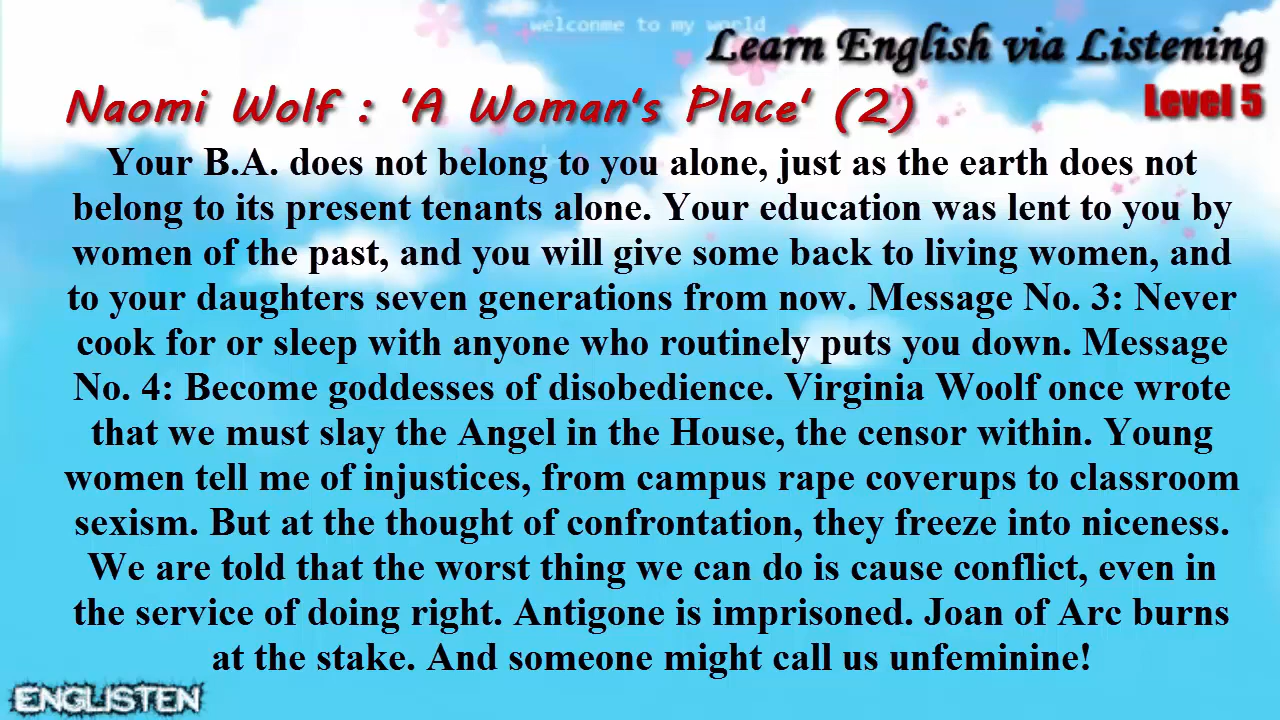 welconme to my world
Learn English via Listening
Level 5
Naomi Wolf : 'A Woman's Place' (2)
Your B.A. does not belong to you alone, just as the earth does not
belong to its present tenants alone. Your education was lent to you by
women of the past, and you will give some back to living women, and
to your daughters seven generations from now. Message No. 3: Never
cook for or sleep with anyone who routinely puts you down. Message
No. 4: Become goddesses of disobedience. Virginia Woolf once wrote
that we must slay the Angel in the House, the censor within. Young
women tell me of injustices, from campus rape coverups to classroom
sexism. But at the thought of confrontation, they freeze into niceness.
We are told that the worst thing we can do is cause conflict, even in
the service of doing right. Antigone is imprisoned. Joan of Arc burns
at the stake. And someone might call us unfeminine!
ENGLISTEN